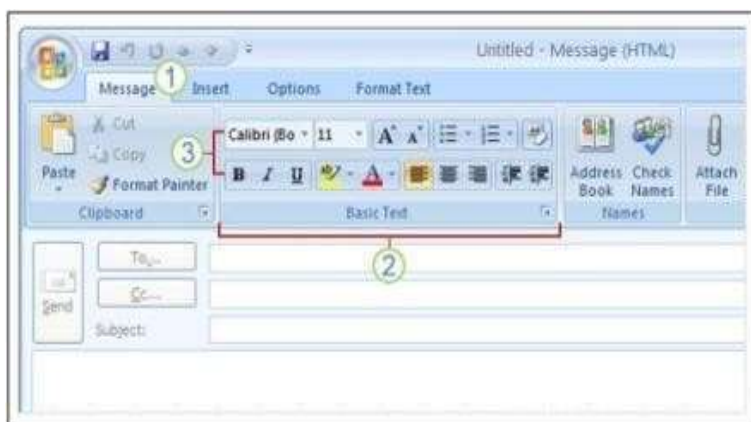 Untitled - Message (HTML)
Message 1 Insert Options Format Text
Cut
Copy
Paste
Format Painter
Clipboard
3
Calibri (Bo 11
A A
B I U A
Basic Text
2
Address Book
Check Names
Names
Attach File
Send
To...
Cc...
Subject: